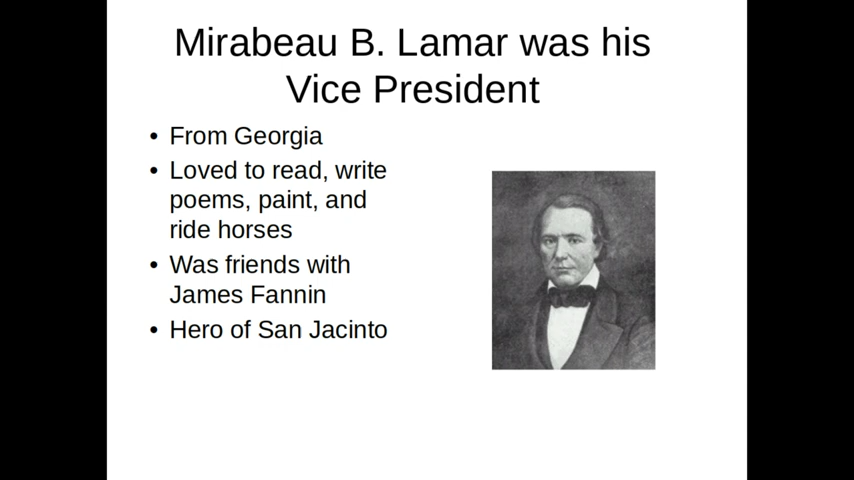 Mirabeau B. Lamar was his
Vice President
• From Georgia
• Loved to read, write
poems, paint, and
ride horses
• Was friends with
James Fannin
• Hero of San Jacinto